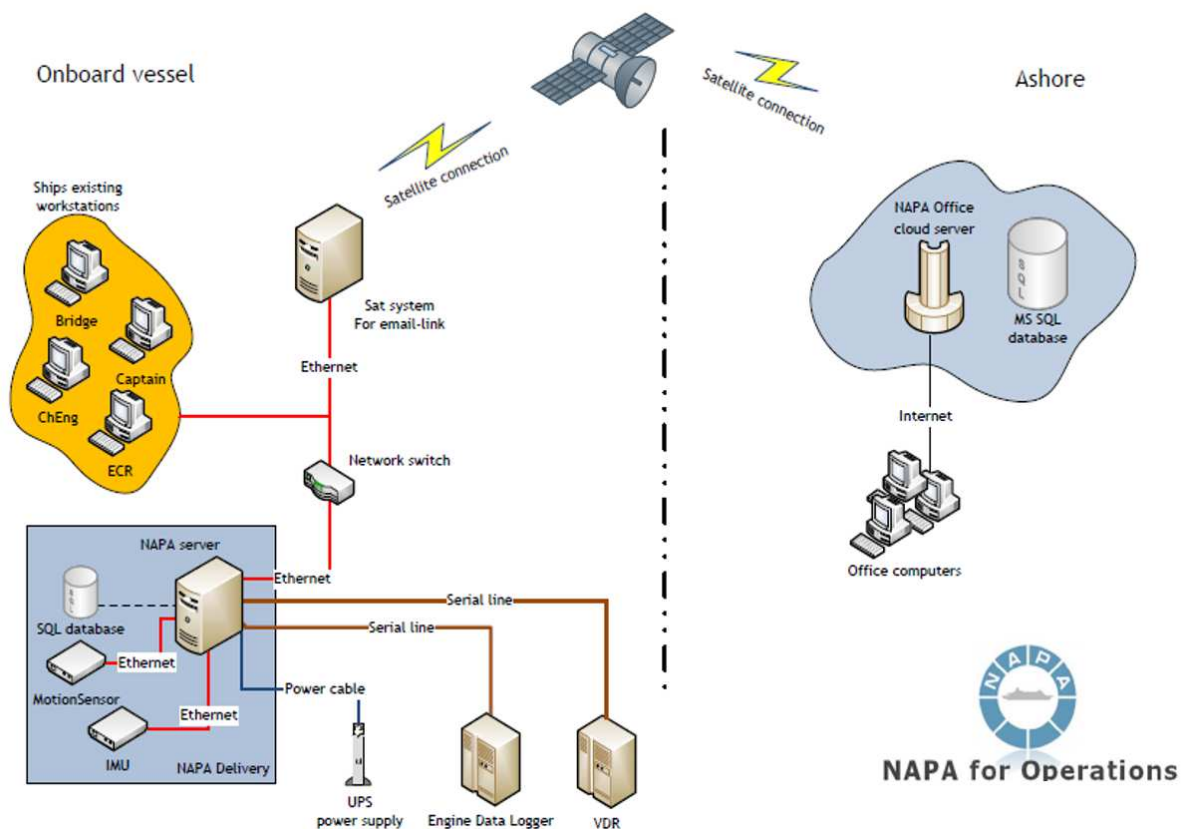 Onboard vessel
Satellite connection
Satellite connection
Ashore
Ships existing
workstations
Bridge
Captain
ChEng
ECR
Sat system
For email-link
Ethernet
Network switch
NAPA Office
cloud server
SQL
MS SQL
database
Internet
Office computers
NAPA server
Ethernet
SQL
SQL database
Ethernet
MotionSensor
Ethernet
IMU
NAPA Delivery
Serial line
Serial line
Power cable
UPS
power supply
Engine Data Logger
VDR
NAPA
NAPA for Operations